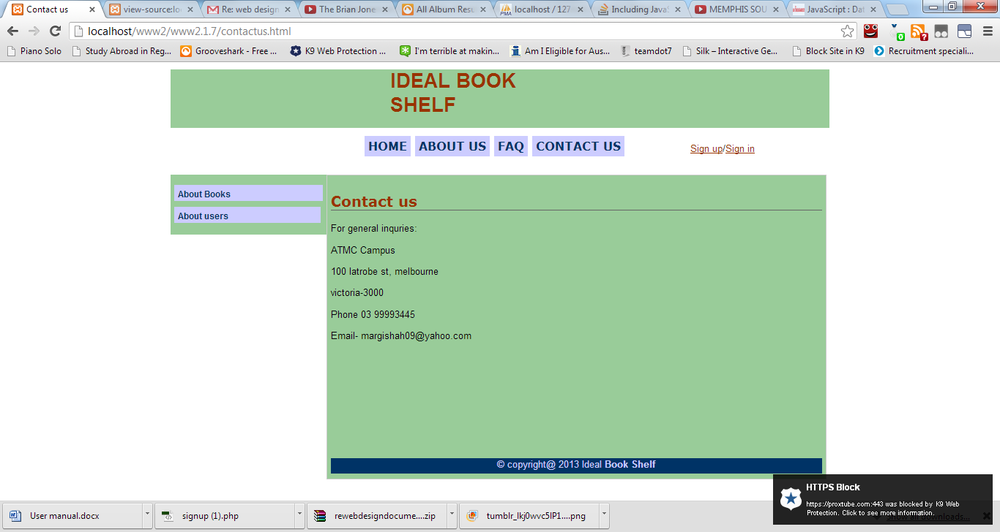 Contact us
view-source:lo
Re: web design
The Brian Jone
All Album Resu
localhost / 127
Including JavaS
MEMPHIS SOU
JavaScript : Dat
localhost/www2/www2.1.7/contactus.html
0
?
Piano Solo
Study Abroad in Reg...
Grooveshark - Free ...
K9 Web Protection ...
I'm terrible at makin...
Am I Eligible for Aus...
teamdot7
Silk – Interactive Ge...
Block Site in K9
Recruitment speciali...
IDEAL BOOK
SHELF
HOME ABOUT US FAQ CONTACT US
Sign up/Sign in
About Books
About users
Contact us
For general inquries:
ATMC Campus
100 latrobe st, melbourne
victoria-3000
Phone 03 99993445
Email- margishah09@yahoo.com
© copyright@ 2013 Ideal Book Shelf
HTTPS Block
https://proxtube.com:443 was blocked by K9 Web
Protection. Click to see more information.
Show all downloads...
User manual.docx
signup (1).php
rewebdesigndocume....zip
tumblr_lkj0wvc5IP1....png